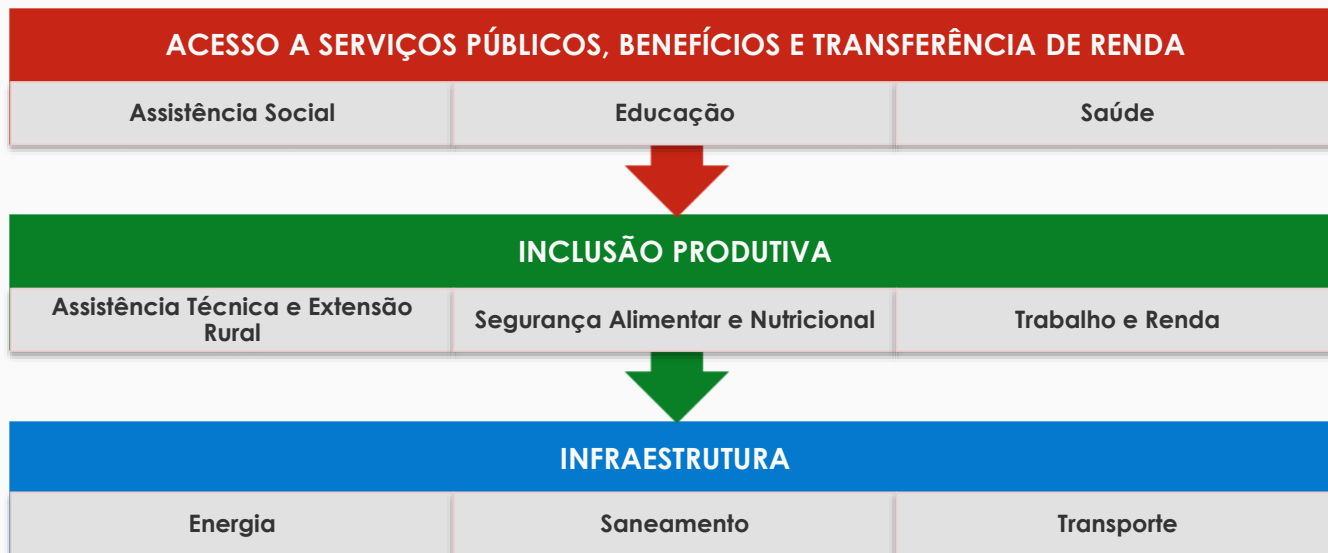 ACESSO A SERVIÇOS PÚBLICOS, BENEFÍCIOS E TRANSFERÊNCIA DE RENDA
Assistência Social
Educação
Saúde
INCLUSÃO PRODUTIVA
Assistência Técnica e Extensão
Rural
Segurança Alimentar e Nutricional
Trabalho e Renda
INFRAESTRUTURA
Energia
Saneamento
Transporte